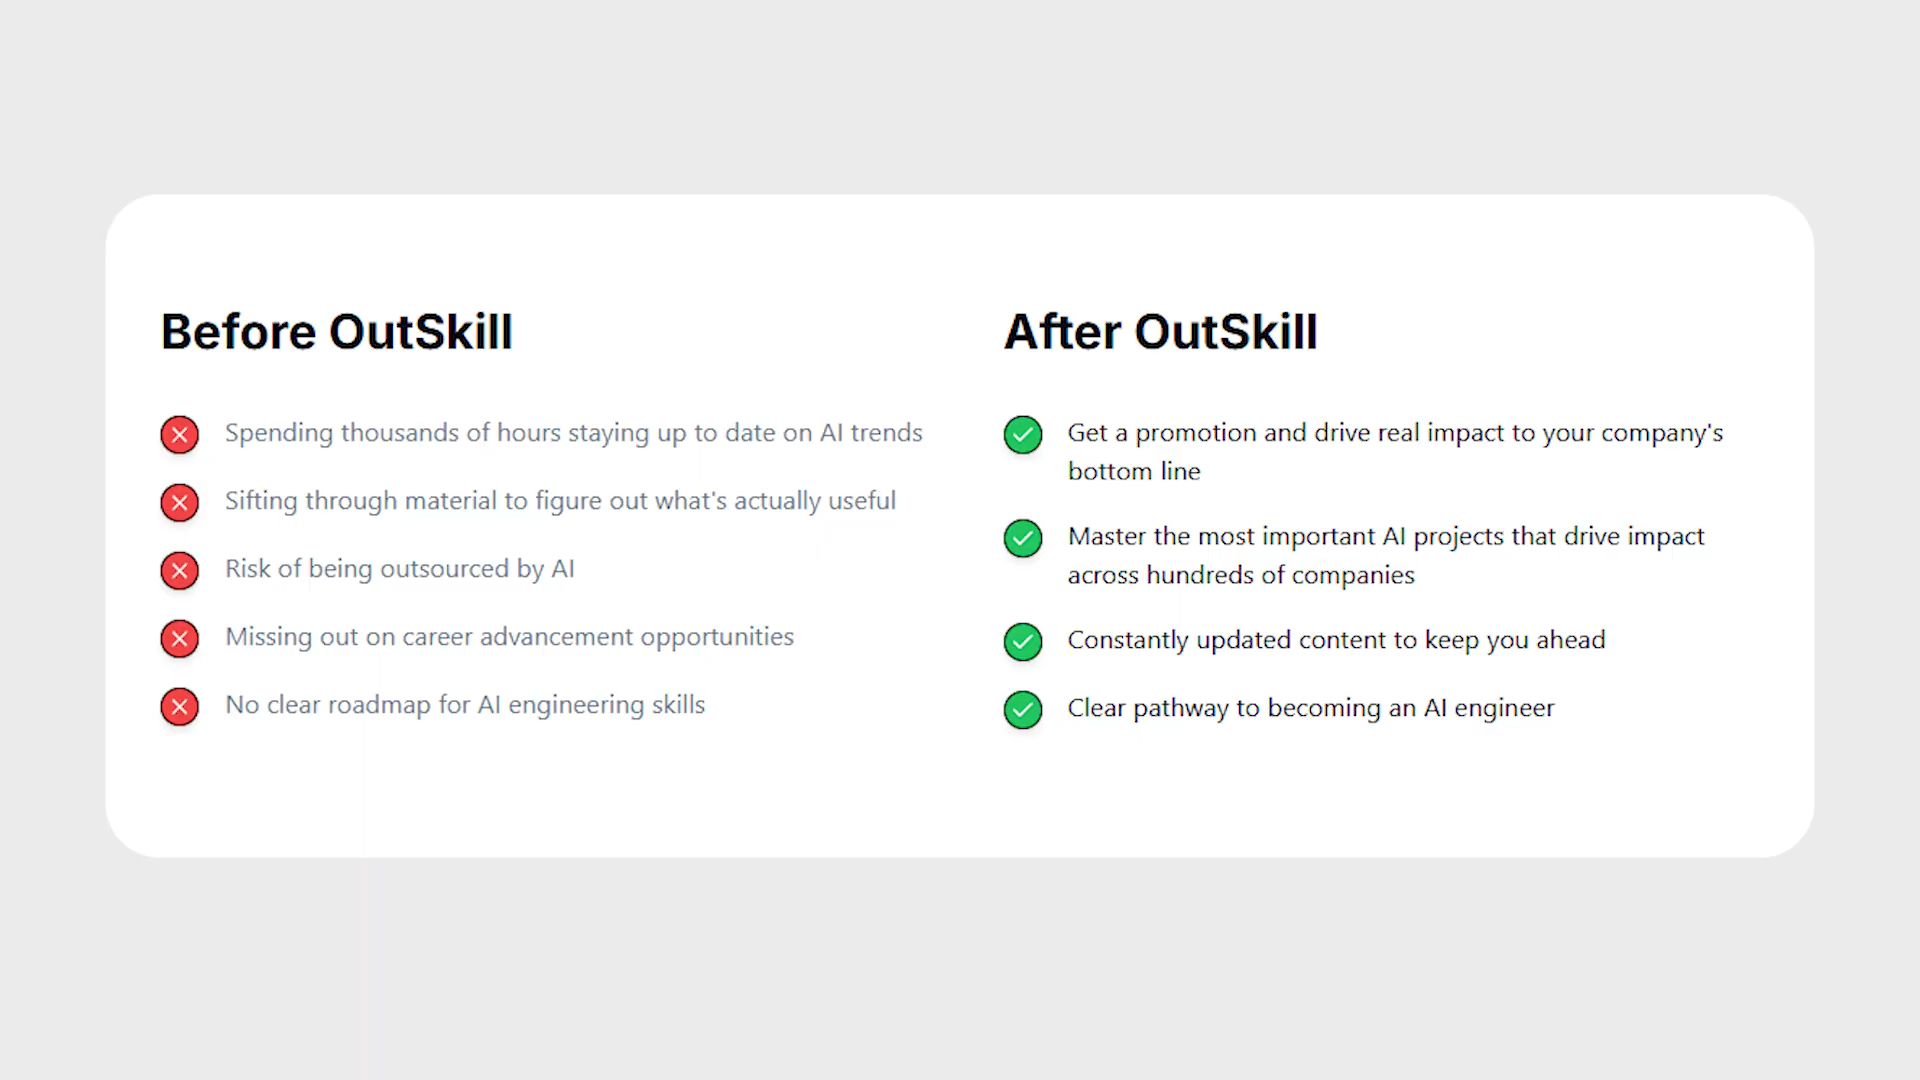 Before OutSkill
Spending thousands of hours staying up to date on AI trends
Sifting through material to figure out what's actually useful
Risk of being outsourced by AI
Missing out on career advancement opportunities
No clear roadmap for AI engineering skills
After OutSkill
Get a promotion and drive real impact to your company's
bottom line
Master the most important AI projects that drive impact
across hundreds of companies
Constantly updated content to keep you ahead
Clear pathway to becoming an AI engineer